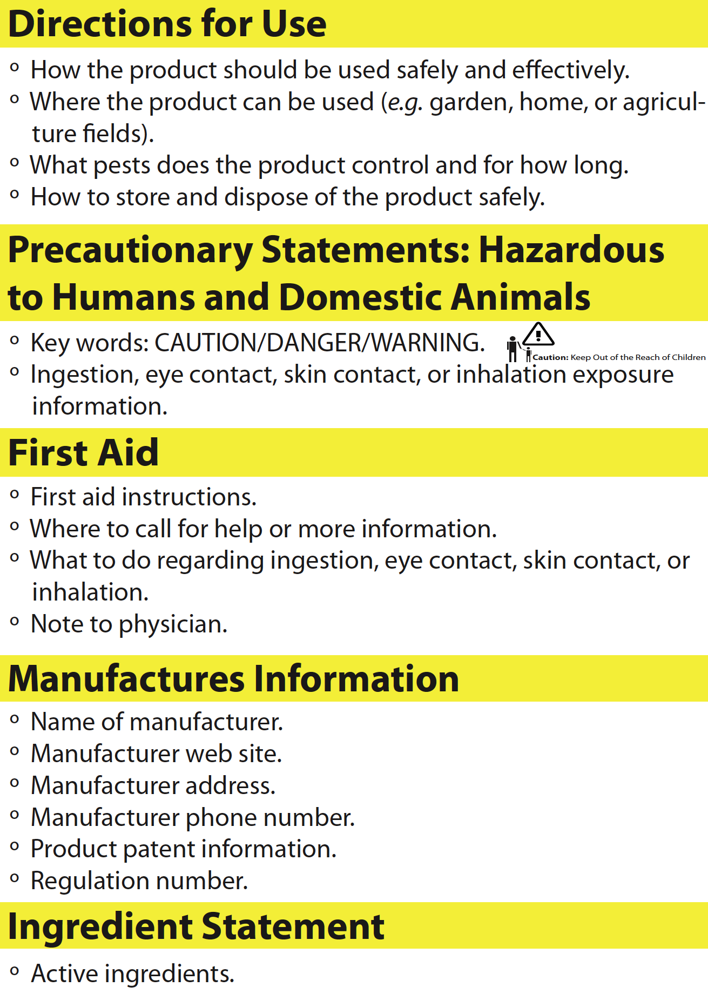 Directions for Use
º How the product should be used safely and effectively.
º Where the product can be used (e.g. garden, home, or agricul-
ture fields).
º What pests does the product control and for how long.
º How to store and dispose of the product safely.
Precautionary Statements: Hazardous
to Humans and Domestic Animals
º Key words: CAUTION/DANGER/WARNING.
!
Caution: Keep Out of the Reach of Children
º Ingestion, eye contact, skin contact, or inhalation exposure
information.
First Aid
º First aid instructions.
º Where to call for help or more information.
º What to do regarding ingestion, eye contact, skin contact, or
inhalation.
º Note to physician.
Manufactures Information
º Name of manufacturer.
º Manufacturer web site.
º Manufacturer address.
º Manufacturer phone number.
º Product patent information.
º Regulation number.
Ingredient Statement
º Active ingredients.